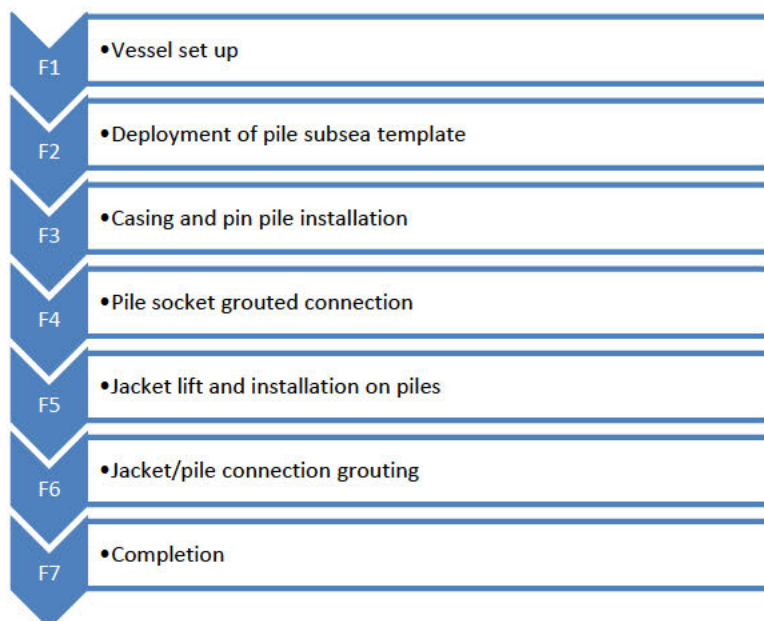 F1
•Vessel set up
F2
•Deployment of pile subsea template
F3
•Casing and pin pile installation
F4
•Pile socket grouted connection
F5
•Jacket lift and installation on piles
F6
•Jacket/pile connection grouting
F7
•Completion